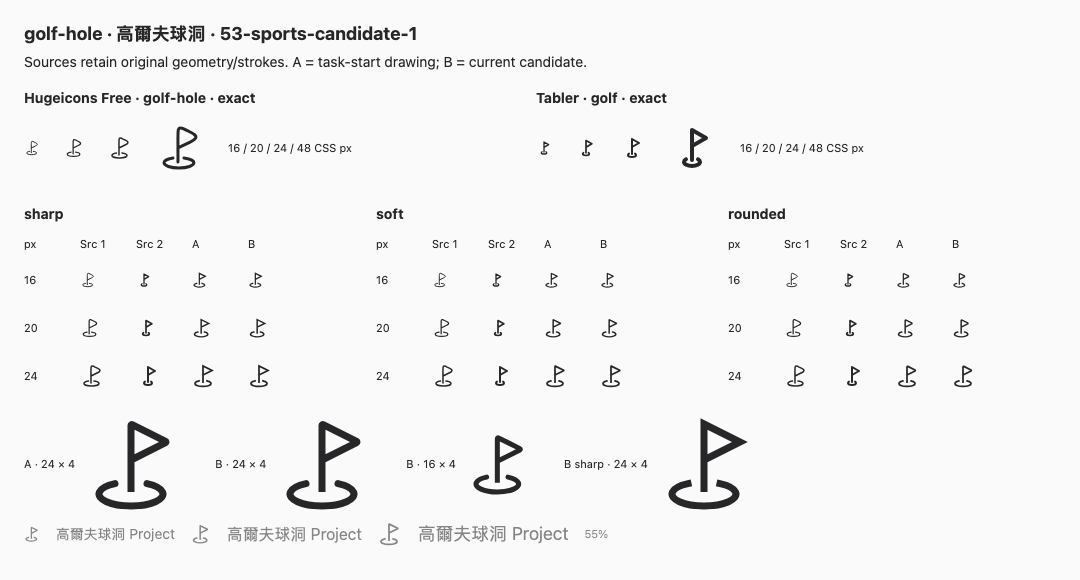 golf-hole · 高爾夫球洞 · 53-sports-candidate-1
Sources retain original geometry/strokes. A = task-start drawing; B = current candidate.
Hugeicons Free · golf-hole · exact
Tabler · golf · exact
16 / 20 / 24 / 48 CSS px
16 / 20 / 24 / 48 CSS px
sharp
soft
rounded
px Src 1 Src 2 A B
px Src 1 Src 2 A B
px Src 1 Src 2 A B
16
16
16
20
20
20
24
24
24
A · 24 × 4
B · 24 × 4
B · 16 × 4
B sharp · 24 × 4
高爾夫球洞 Project
高爾夫球洞 Project
高爾夫球洞 Project
55%